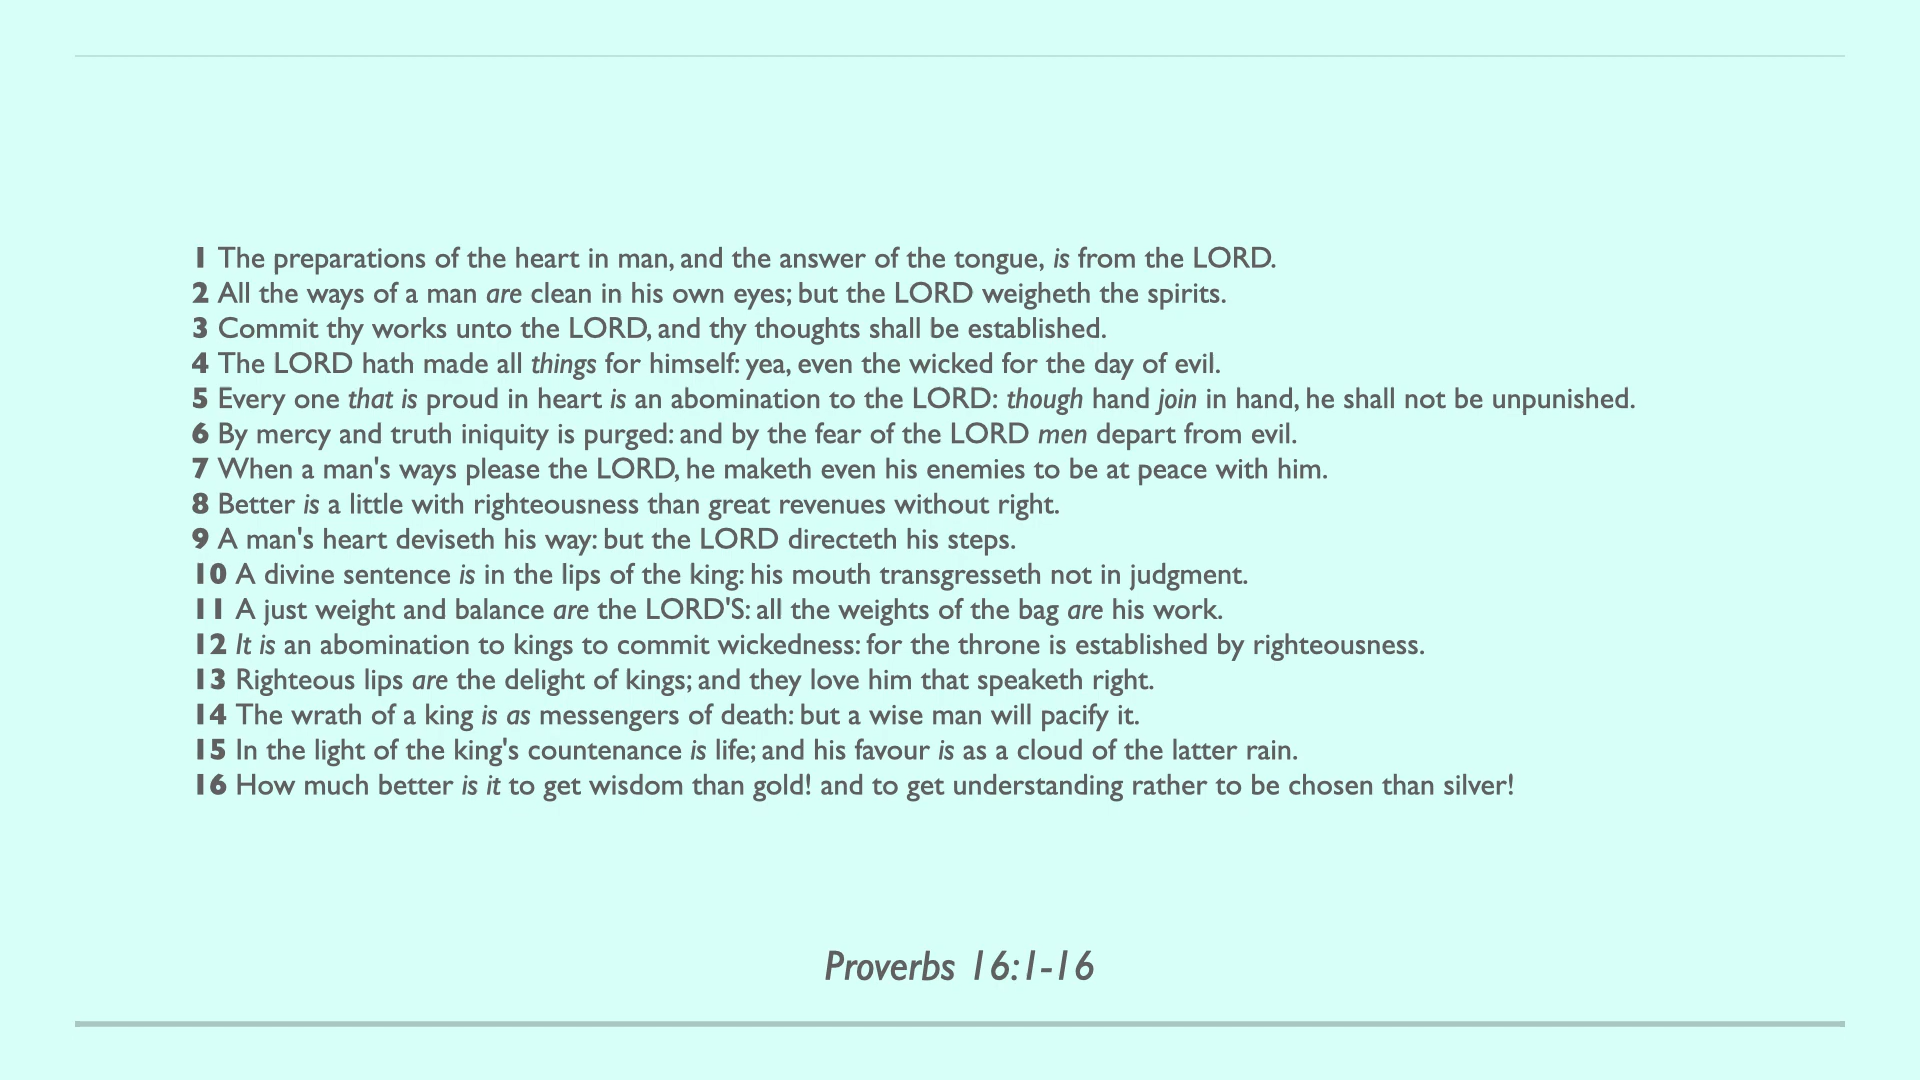 1 The preparations of the heart in man, and the answer of the tongue, is from the LORD.
2 All the ways of a man are clean in his own eyes; but the LORD weigheth the spirits.
3 Commit thy works unto the LORD, and thy thoughts shall be established.
4 The LORD hath made all things for himself: yea, even the wicked for the day of evil.
5 Every one that is proud in heart is an abomination to the LORD: though hand join in hand, he shall not be unpunished.
6 By mercy and truth iniquity is purged: and by the fear of the LORD men depart from evil.
7 When a man's ways please the LORD, he maketh even his enemies to be at peace with him.
8 Better is a little with righteousness than great revenues without right.
9 A man's heart deviseth his way: but the LORD directeth his steps.
10 A divine sentence is in the lips of the king: his mouth transgresseth not in judgment.
11 A just weight and balance are the LORD'S: all the weights of the bag are his work.
12 It is an abomination to kings to commit wickedness: for the throne is established by righteousness.
13 Righteous lips are the delight of kings; and they love him that speaketh right.
14 The wrath of a king is as messengers of death: but a wise man will pacify it.
15 In the light of the king's countenance is life; and his favour is as a cloud of the latter rain.
16 How much better is it to get wisdom than gold! and to get understanding rather to be chosen than silver!
Proverbs 16:1-16